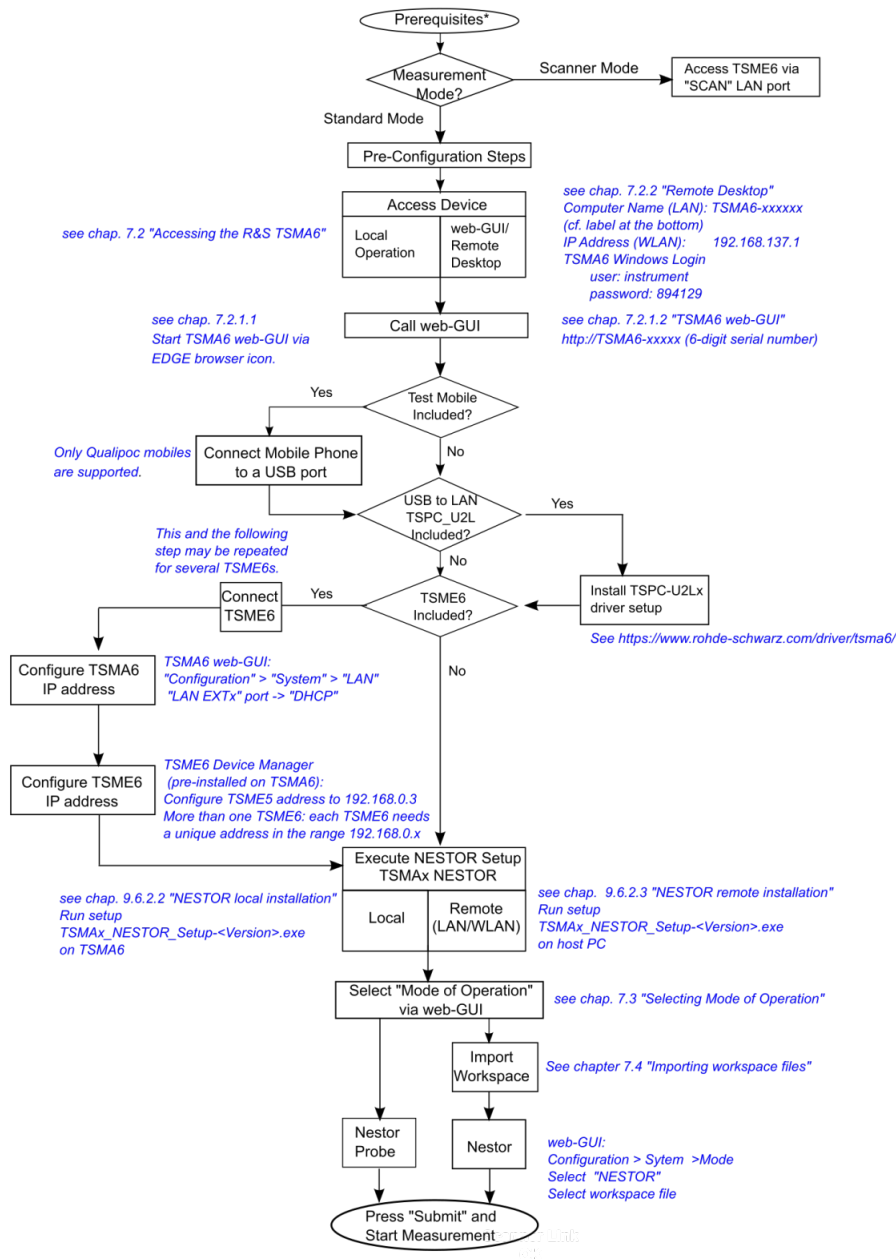 Prerequisites*
Measurement
Mode?
Scanner Mode
Access TSME6 via
"SCAN" LAN port
Standard Mode
Pre-Configuration Steps
Access Device
Local
Operation
web-GUI/
Remote
Desktop
see chap. 7.2 "Accessing the R&S TSMA6"
see chap. 7.2.2 "Remote Desktop"
Computer Name (LAN): TSMA6-xxxxxx
(cf. label at the bottom)
IP Address (WLAN): 192.168.137.1
TSMA6 Windows Login
user: instrument
password: 894129
see chap. 7.2.1.1
Start TSMA6 web-GUI via
EDGE browser icon.
Call web-GUI
see chap. 7.2.1.2 "TSMA6 web-GUI"
http://TSMA6-xxxxx (6-digit serial number)
Test Mobile
Included?
Yes
No
Only Qualipoc mobiles
are supported.
Connect Mobile Phone
to a USB port
USB to LAN
TSPC_U2L
Included?
Yes
No
This and the following
step may be repeated
for several TSME6s.
Connect
TSME6
Yes
TSME6
Included?
Install TSPC-U2Lx
driver setup
See https://www.rohde-schwarz.com/driver/tsma6/
No
Configure TSMA6
IP address
TSMA6 web-GUI:
"Configuration" > "System" > "LAN"
"LAN EXTx" port -> "DHCP"
Configure TSME6
IP address
TSME6 Device Manager
(pre-installed on TSMA6):
Configure TSME5 address to 192.168.0.3
More than one TSME6: each TSME6 needs
a unique address in the range 192.168.0.x
Execute NESTOR Setup
TSMAx NESTOR
Local
Remote
(LAN/WLAN)
see chap. 9.6.2.2 "NESTOR local installation"
Run setup
TSMAx_NESTOR_Setup-<Version>.exe
on TSMA6
see chap. 9.6.2.3 "NESTOR remote installation"
Run setup
TSMAx_NESTOR_Setup-<Version>.exe
on host PC
Select "Mode of Operation"
via web-GUI
see chap. 7.3 "Selecting Mode of Operation"
Import
Workspace
See chapter 7.4 "Importing workspace files"
Nestor
Probe
Nestor
web-GUI:
Configuration > Sytem >Mode
Select "NESTOR"
Select workspace file
Press "Submit" and
Start Measurement